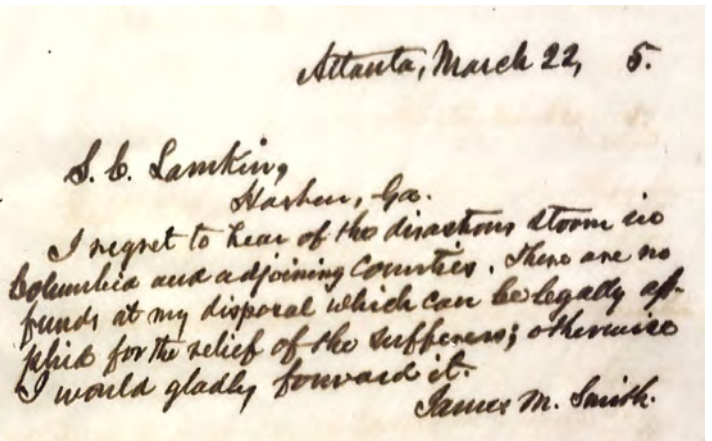 Atlanta, March 22, 5.
S. C. Lamkin,
Harlem, Ga.
I regret to hear of the disastrous storm in
Columbia and adjoining Counties. There are no
funds at my disposal which can be legally ap-
plied for the relief of the sufferers; otherwise
I would gladly forward it.
James M. Smith.